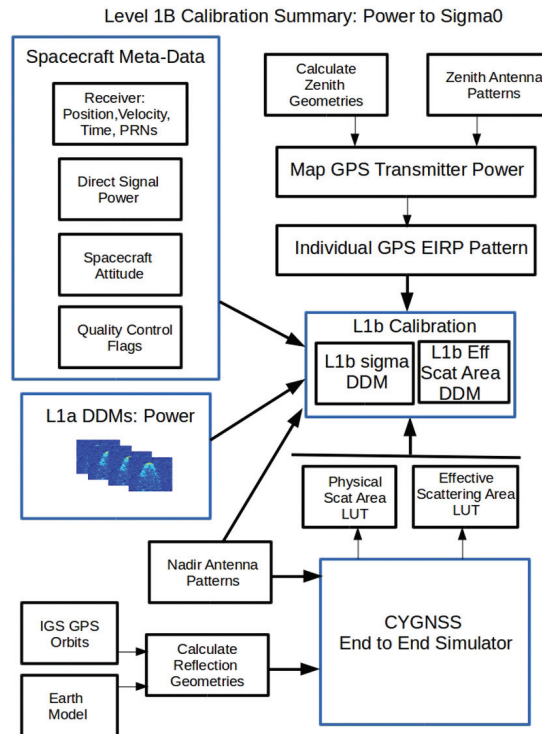 Level 1B Calibration Summary: Power to Sigma0
Spacecraft Meta-Data
Receiver:
Position,Velocity,
Time, PRNs
Direct Signal
Power
Spacecraft
Attitude
Quality Control
Flags
Calculate
Zenith
Geometries
Zenith Antenna
Patterns
Map GPS Transmitter Power
Individual GPS EIRP Pattern
L1b Calibration
L1b sigma
DDM
L1b Eff
Scat Area
DDM
L1a DDMs: Power
Physical
Scat Area
LUT
Effective
Scattering Area
LUT
Nadir Antenna
Patterns
CYGNSS
End to End Simulator
IGS GPS
Orbits
Calculate
Reflection
Geometries
Earth
Model